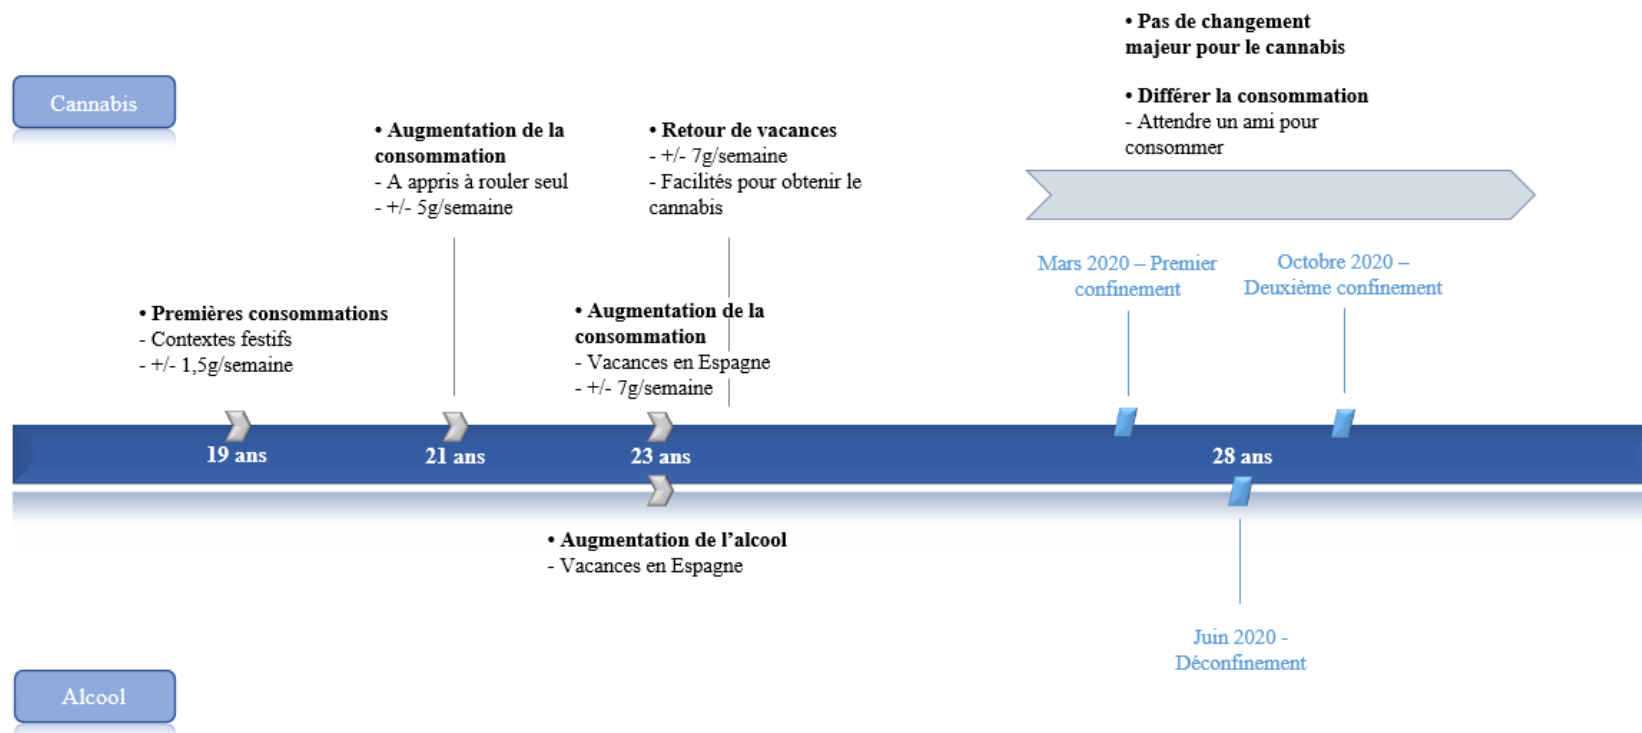 • Pas de changement
majeur pour le cannabis
• Différer la consommation
- Attendre un ami pour
consommer
Cannabis
• Augmentation de la
consommation
- A appris à rouler seul
- +/- 5g/semaine
• Retour de vacances
- +/- 7g/semaine
- Facilités pour obtenir le
cannabis
Mars 2020 – Premier
confinement
Octobre 2020 –
Deuxième confinement
• Premières consommations
- Contextes festifs
- +/- 1,5g/semaine
• Augmentation de la
consommation
- Vacances en Espagne
- +/- 7g/semaine
19 ans
21 ans
23 ans
28 ans
• Augmentation de l’alcool
- Vacances en Espagne
Juin 2020 -
Déconfinement
Alcool